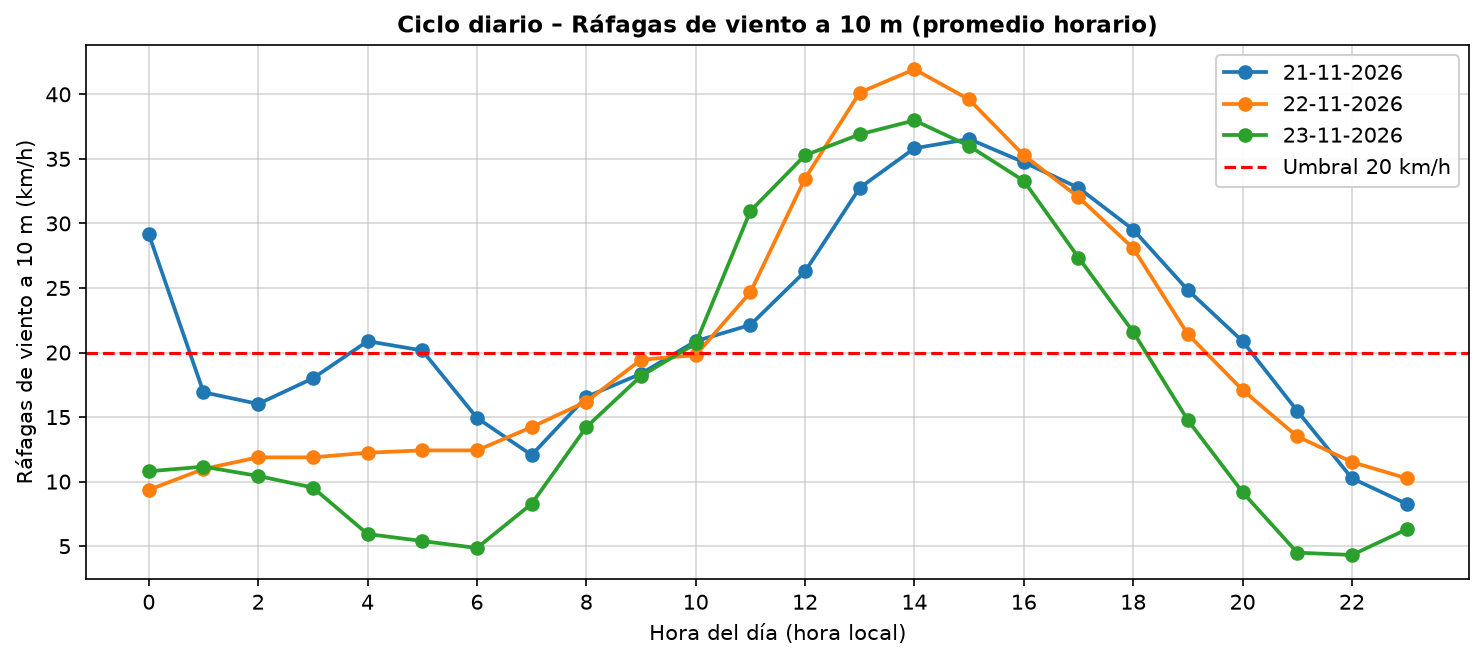 Ciclo diario – Ráfagas de viento a 10 m (promedio horario)
Ráfagas de viento a 10 m (km/h)
40
35
30
25
20
15
10
5
21-11-2026
22-11-2026
23-11-2026
Umbral 20 km/h
0 2 4 6 8 10 12 14 16 18 20 22
Hora del día (hora local)